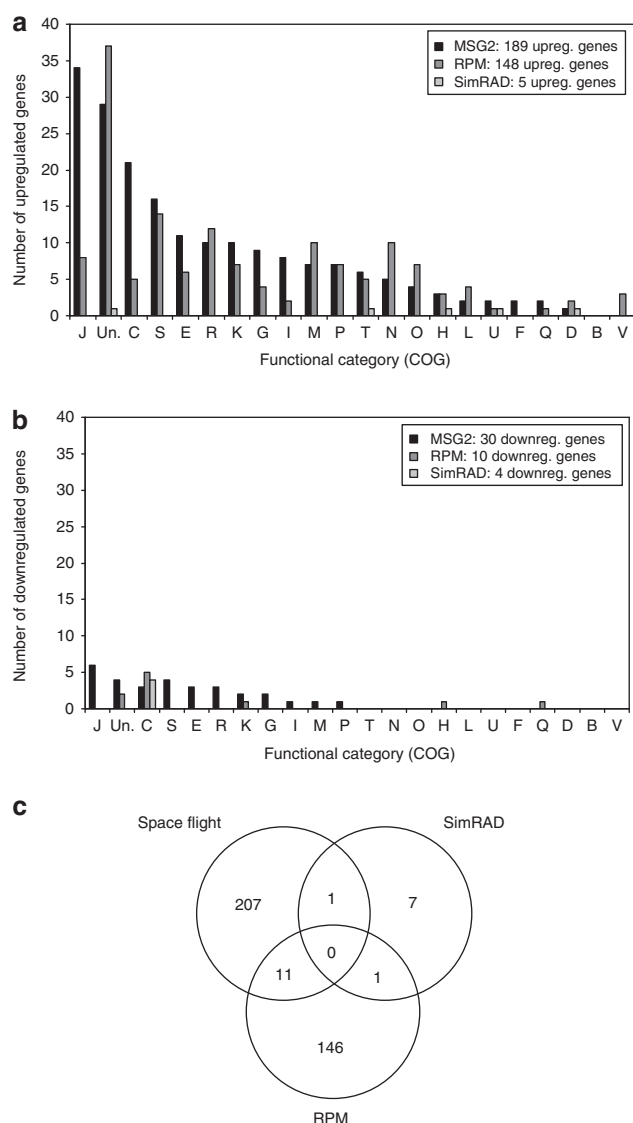 a
40
35
30
25
20
15
10
5
0
Number of upregulated genes
MSG2: 189 upreg. genes
RPM: 148 upreg. genes
SimRAD: 5 upreg. genes
J Un. C S E R K G I M P T N O H L U F Q D B V
Functional category (COG)
b
40
35
30
25
20
15
10
5
0
Number of downregulated genes
MSG2: 30 downreg. genes
RPM: 10 downreg. genes
SimRAD: 4 downreg. genes
J Un. C S E R K G I M P T N O H L U F Q D B V
Functional category (COG)
c
Space flight
SimRAD
207
1
7
0
11
1
146
RPM